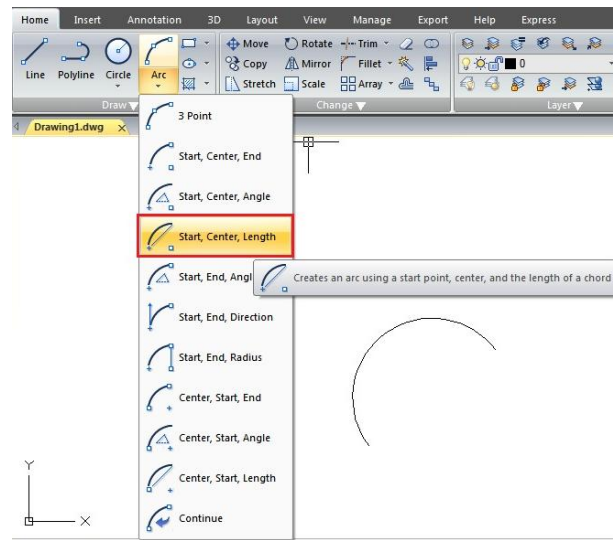 Home Insert Annotation 3D Layout View Manage Export Help Express
Move Rotate Trim
Copy Mirror Fillet
Stretch Scale Array
0
Line Polyline Circle Arc
Draw Change Layer
Drawing1.dwg x
3 Point
Start, Center, End
Start, Center, Angle
Start, Center, Length
Start, End, Angl
Creates an arc using a start point, center, and the length of a chord
Start, End, Direction
Start, End, Radius
Center, Start, End
Center, Start, Angle
Center, Start, Length
Continue
Y
X